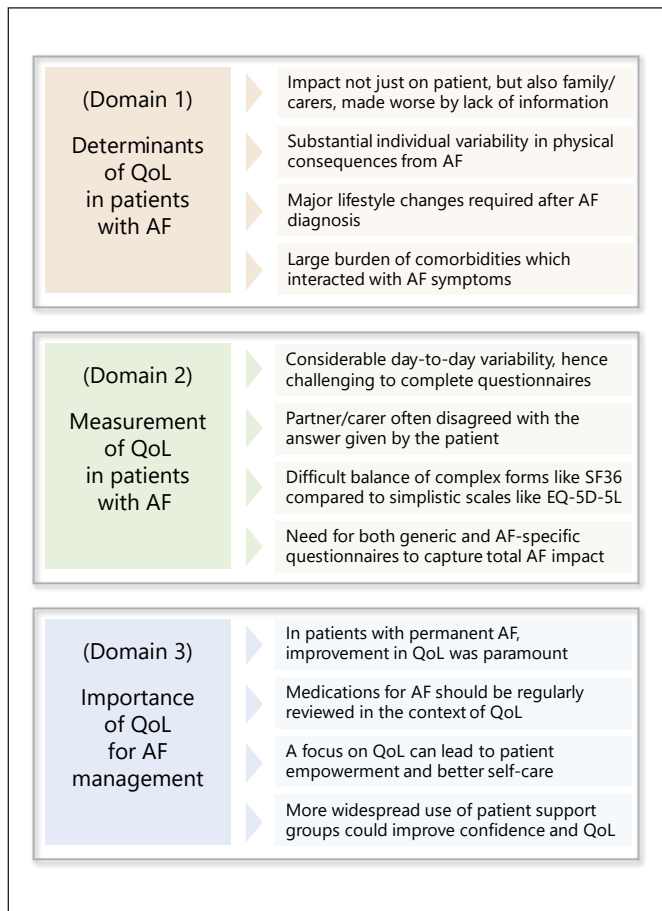 (Domain 1)
Determinants
of QoL
in patients
with AF
Impact not just on patient, but also family/
carers, made worse by lack of information
Substantial individual variability in physical
consequences from AF
Major lifestyle changes required after AF
diagnosis
Large burden of comorbidities which
interacted with AF symptoms
(Domain 2)
Measurement
of QoL
in patients
with AF
Considerable day-to-day variability, hence
challenging to complete questionnaires
Partner/carer often disagreed with the
answer given by the patient
Difficult balance of complex forms like SF36
compared to simplistic scales like EQ-5D-5L
Need for both generic and AF-specific
questionnaires to capture total AF impact
(Domain 3)
Importance
of QoL
for AF
management
In patients with permanent AF,
improvement in QoL was paramount
Medications for AF should be regularly
reviewed in the context of QoL
A focus on QoL can lead to patient
empowerment and better self-care
More widespread use of patient support
groups could improve confidence and QoL